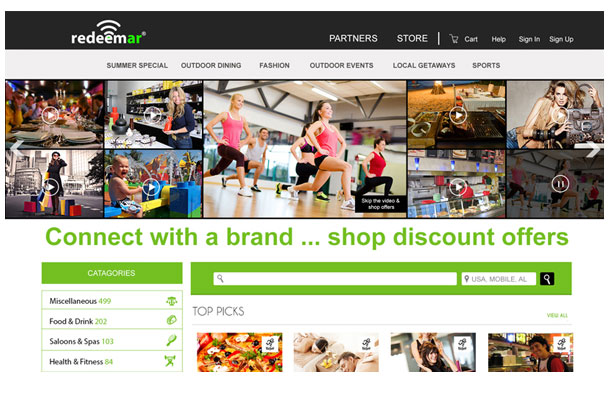 redeemar®
PARTNERS STORE Cart Help Sign In Sign Up
SUMMER SPECIAL OUTDOOR DINING FASHION OUTDOOR EVENTS LOCAL GETAWAYS SPORTS
Skip the video &
shop offers
Connect with a brand ... shop discount offers
CATAGORIES
USA, MOBILE, AL
Miscellaneous 499
Food & Drink 202
Saloons & Spas 103
Health & Fitness 84
TOP PICKS
VIEW ALL